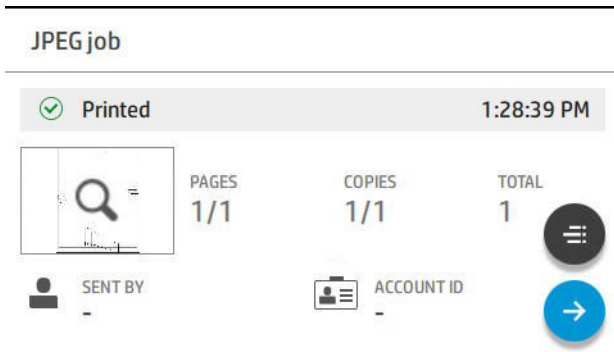 JPEG job
Printed 1:28:39 PM
PAGES COPIES TOTAL
1/1 1/1 1
SENT BY ACCOUNT ID
- -